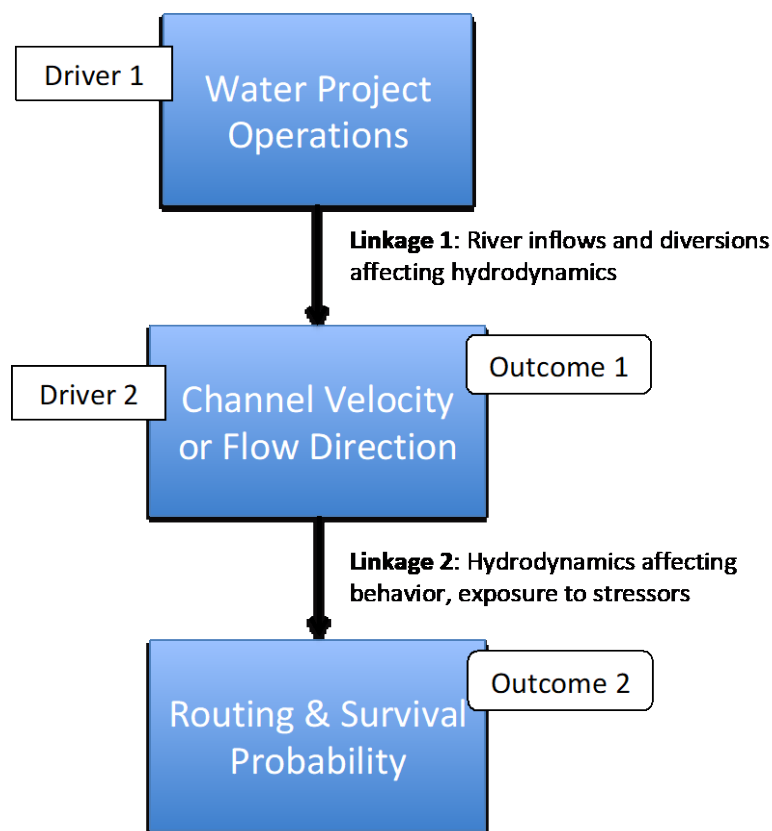 Driver 1
Water Project
Operations
Linkage 1: River inflows and diversions
affecting hydrodynamics
Outcome 1
Driver 2
Channel Velocity
or Flow Direction
Linkage 2: Hydrodynamics affecting
behavior, exposure to stressors
Outcome 2
Routing & Survival
Probability